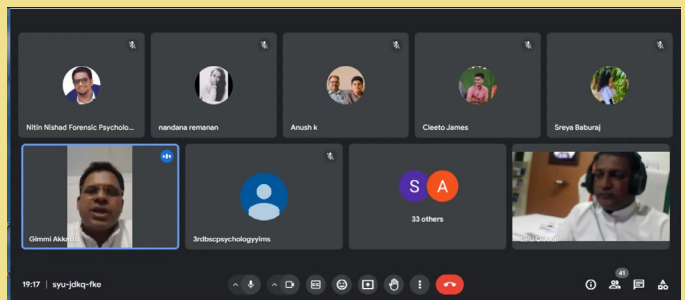 Nitin Nishad Forensic Psycholo...
nandana remanan
Anush k
Cleeto James
Sreya Baburaj
Gimmi Akka
3rdbscpsychologyyims
S A
33 others
19:17 | syu-jdkq-fke
41